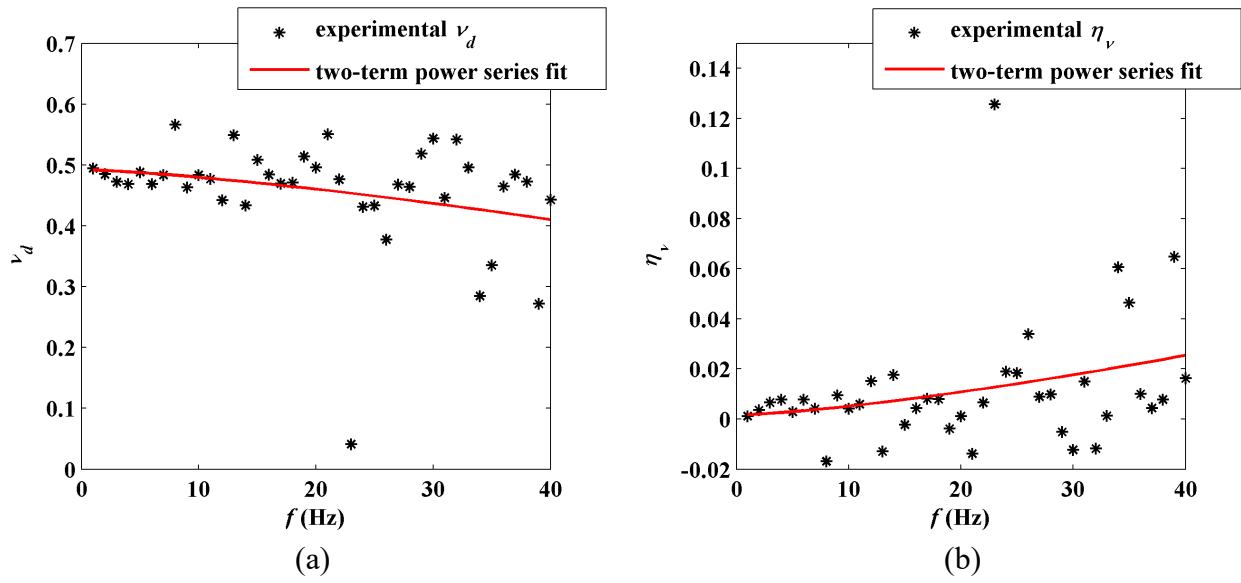 experimental ν_d
two-term power series fit
0.7
0.6
0.5
0.4
0.3
0.2
0.1
0
ν_d
0 10 20 30 40
f (Hz)
(a)
experimental η_ν
two-term power series fit
0.14
0.12
0.1
0.08
0.06
0.04
0.02
0
-0.02
η_ν
0 10 20 30 40
f (Hz)
(b)